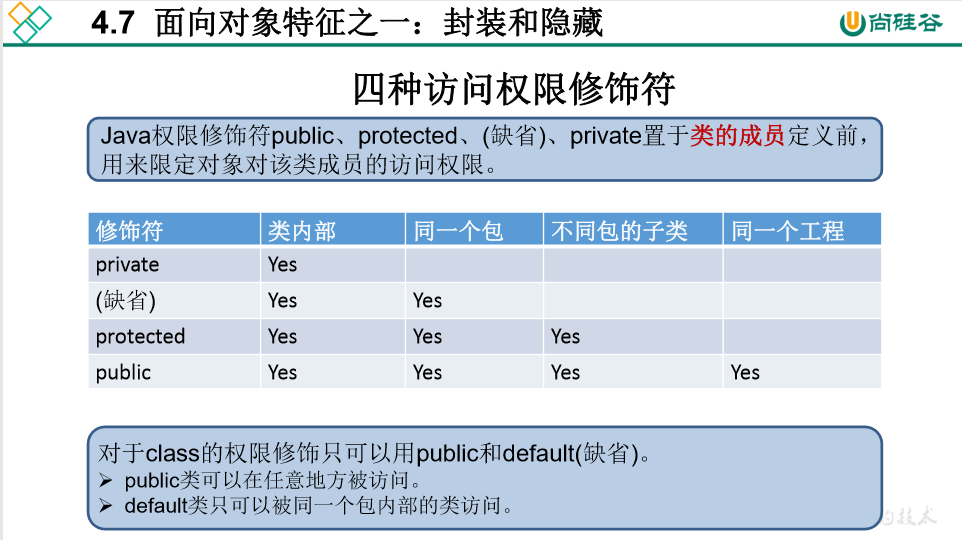 4.7 面向对象特征之一：封装和隐藏
尚硅谷
四种访问权限修饰符
Java权限修饰符public、protected、(缺省)、private置于类的成员定义前，
用来限定对象对该类成员的访问权限。
修饰符 类内部 同一个包 不同包的子类 同一个工程
private Yes
(缺省) Yes Yes
protected Yes Yes Yes
public Yes Yes Yes Yes
对于class的权限修饰只可以用public和default(缺省)。
➢ public类可以在任意地方被访问。
➢ default类只可以被同一个包内部的类访问。
技术